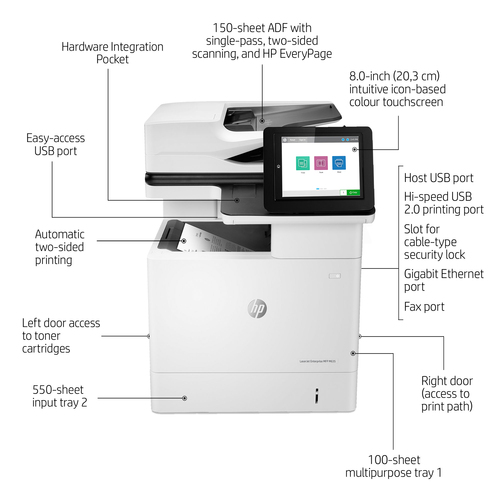 150-sheet ADF with
single-pass, two-sided
scanning, and HP EveryPage
Hardware Integration
Pocket
8.0-inch (20,3 cm)
intuitive icon-based
colour touchscreen
Easy-access
USB port
Host USB port
Hi-speed USB
2.0 printing port
Slot for
cable-type
security lock
Gigabit Ethernet
port
Fax port
Automatic
two-sided
printing
hp
Left door access
to toner
cartridges
Right door
(access to
print path)
550-sheet
input tray 2
100-sheet
multipurpose tray 1